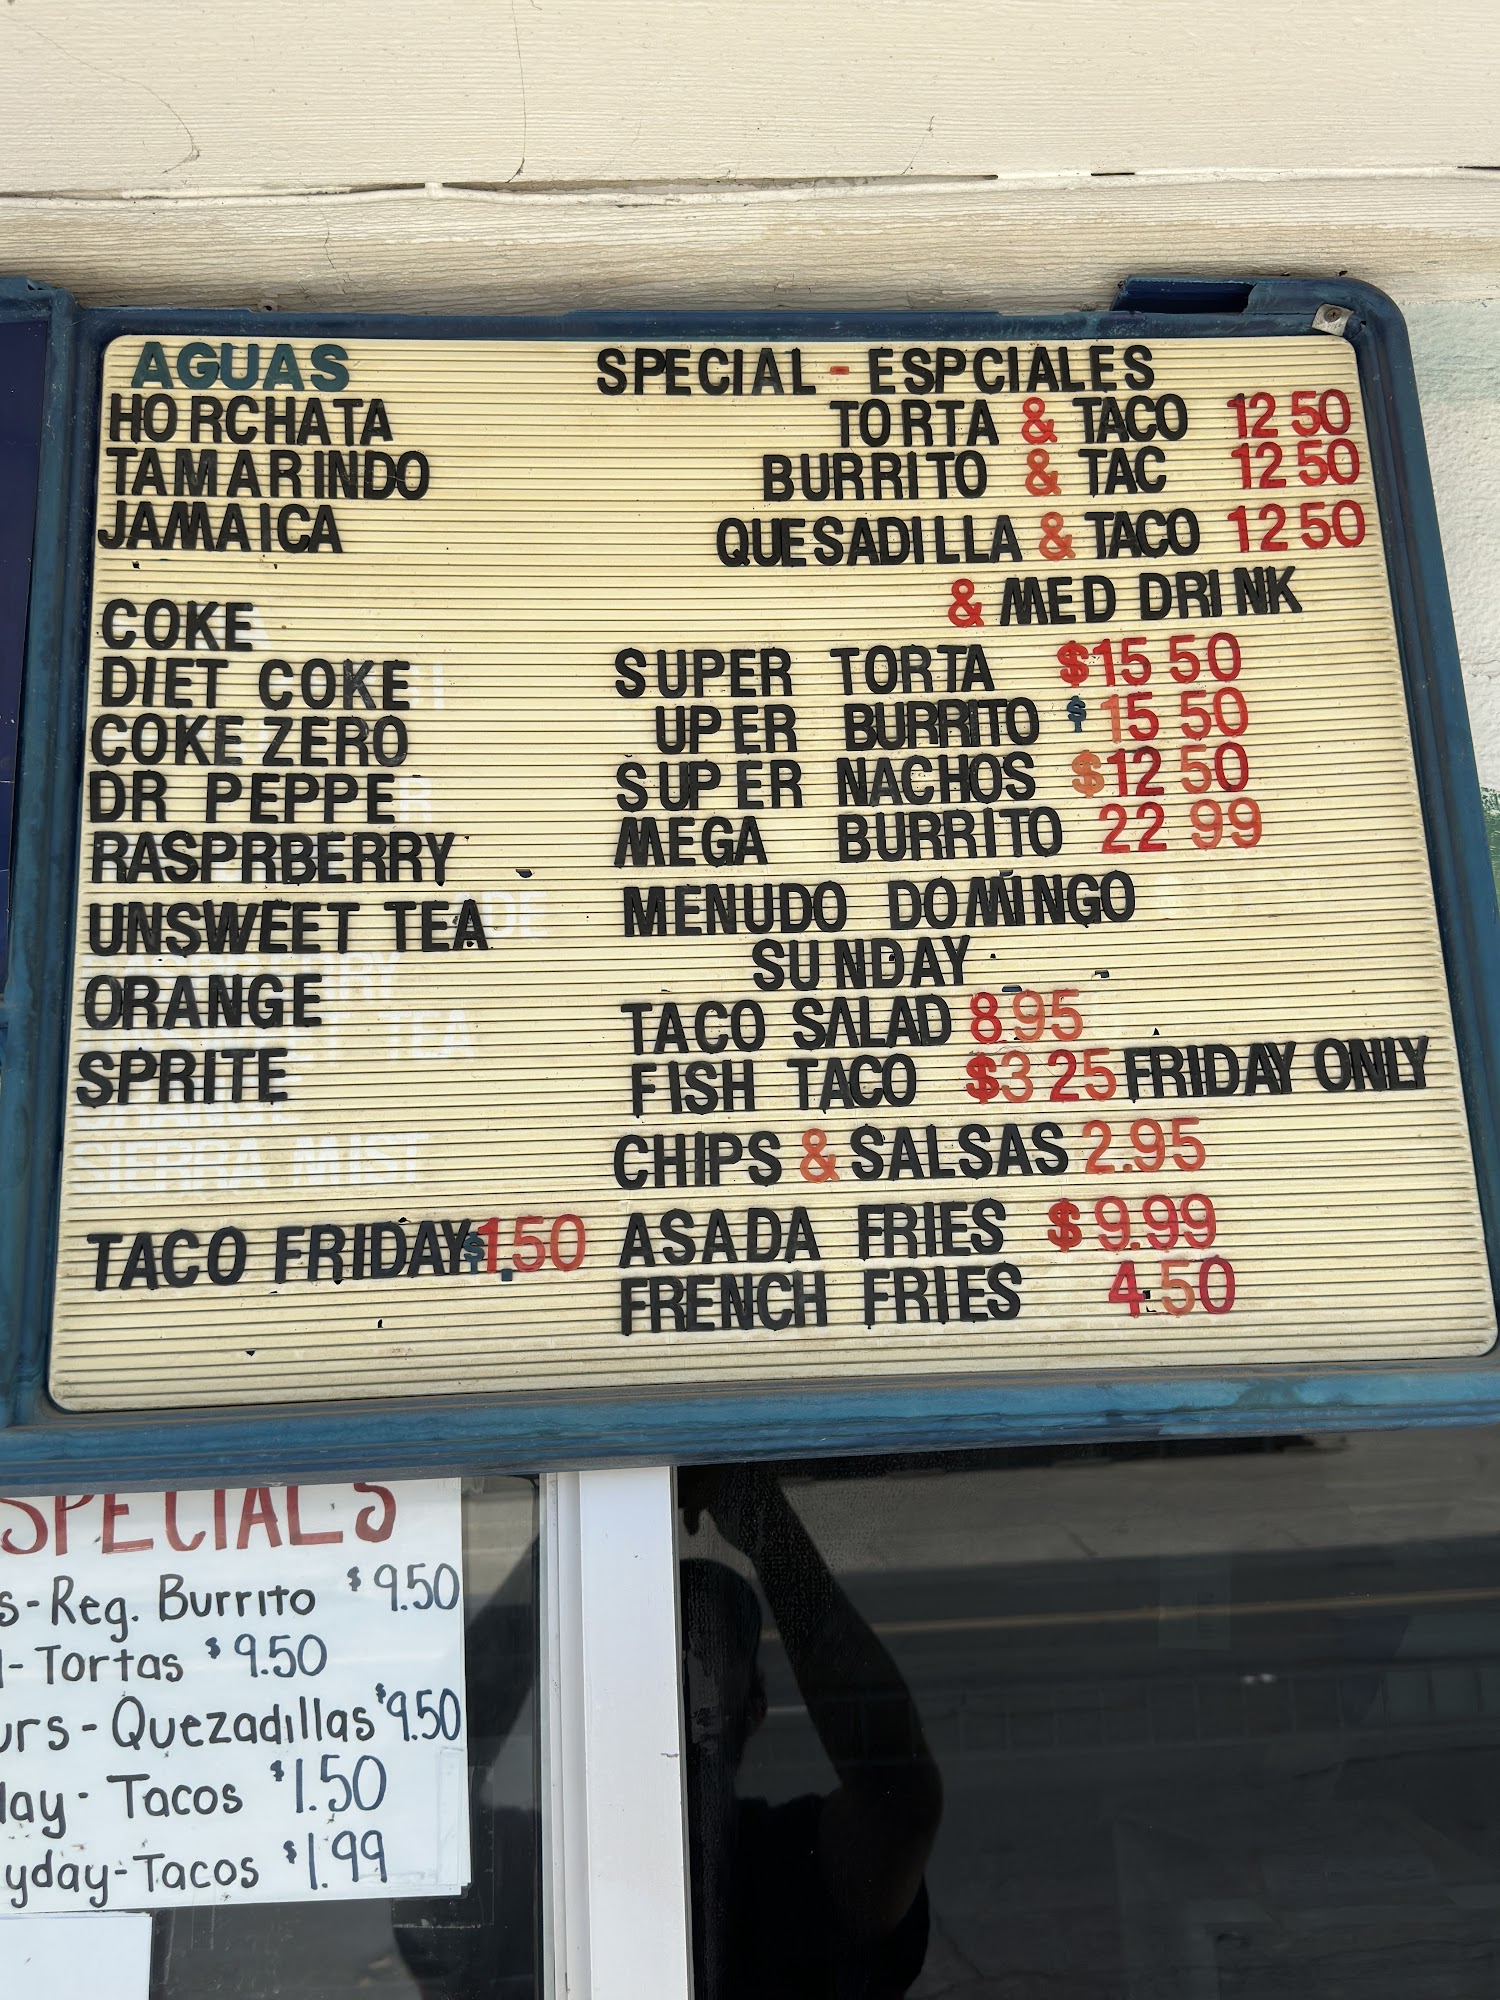 AGUAS
HORCHATA
TAMARINDO
JAMAICA
COKE
DIET COKE
COKE ZERO
DR PEPPE
RASPRBERRY
UNSWEET TEA
ORANGE
SPRITE
TACO FRIDAY $1.50
SPECIAL - ESPCIALES
TORTA & TACO 12 50
BURRITO & TAC 12 50
QUESADILLA & TACO 12 50
& MED DRINK
SUPER TORTA $15 50
UPER BURRITO $15 50
SUPER NACHOS $12 50
MEGA BURRITO 22 99
MENUDO DOMINGO
SUNDAY
TACO SALAD 8 95
FISH TACO $3 25 FRIDAY ONLY
CHIPS & SALSAS 2.95
ASADA FRIES $9.99
FRENCH FRIES 4.50
SPECIALS
s - Reg. Burrito $9.50
- Tortas $9.50
urs - Quezadillas $9.50
day - Tacos $1.50
yday - Tacos $1.99